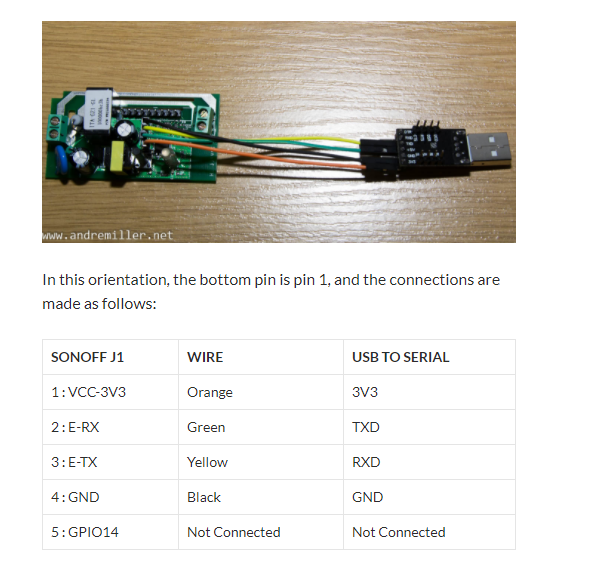 www.andremiller.net
In this orientation, the bottom pin is pin 1, and the connections are
made as follows:
SONOFF J1 WIRE USB TO SERIAL
1 : VCC-3V3 Orange 3V3
2 : E-RX Green TXD
3 : E-TX Yellow RXD
4 : GND Black GND
5 : GPIO14 Not Connected Not Connected